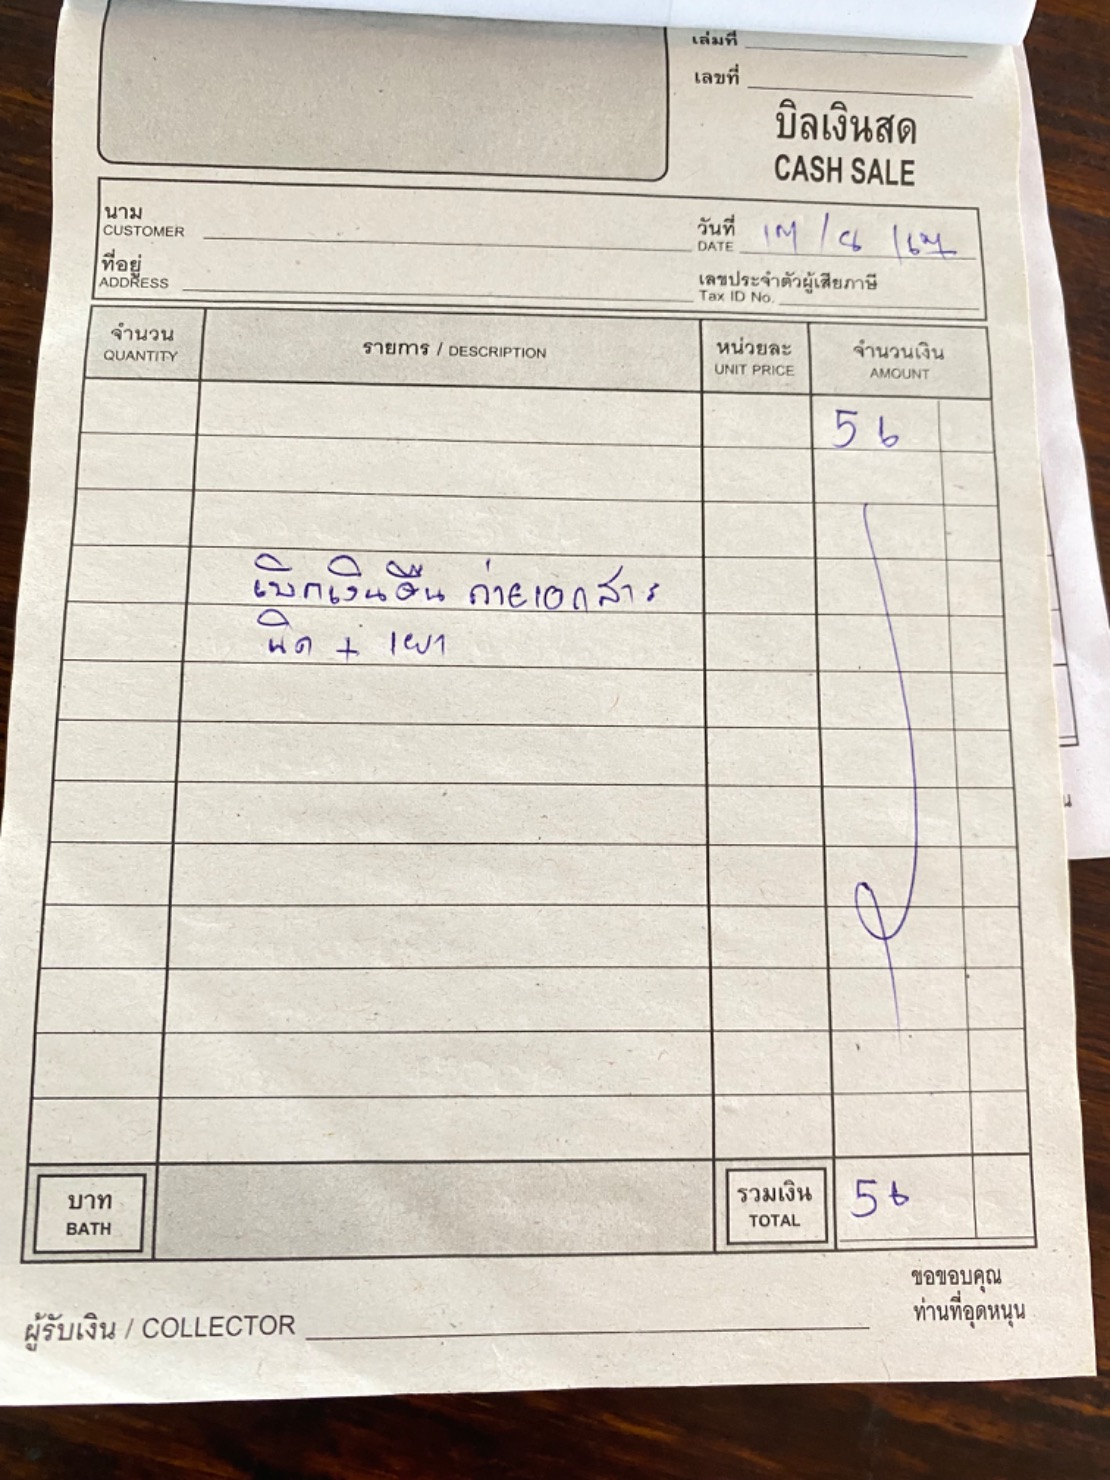 เล่มที่
เลขที่
บิลเงินสด
CASH SALE
นาม
CUSTOMER
วันที่
DATE
ที่อยู่
ADDRESS
เลขประจำตัวผู้เสียภาษี
Tax ID No.
จำนวน
QUANTITY
รายการ / DESCRIPTION
หน่วยละ
UNIT PRICE
จำนวนเงิน
AMOUNT
56
เบิกเงินคืน ถ่ายเอกสาร
นิด + เยา
บาท
BATH
รวมเงิน
TOTAL
56
ขอขอบคุณ
ท่านที่อุดหนุน
ผู้รับเงิน / COLLECTOR